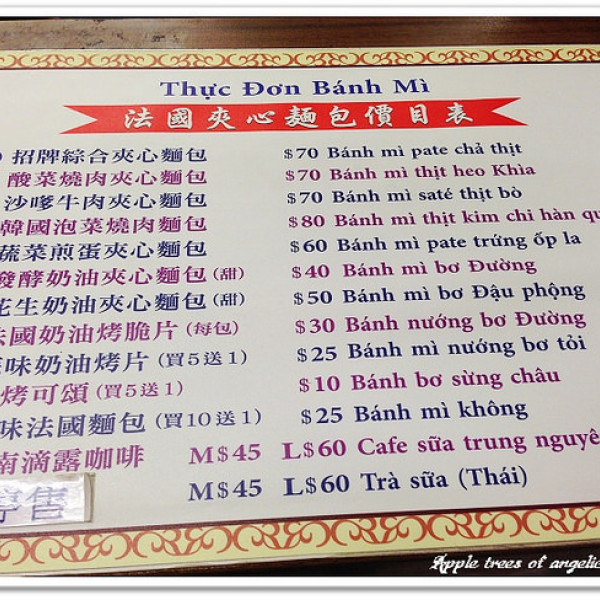 Thực Đơn Bánh Mì
法國夾心麵包價目表
招牌綜合夾心麵包 $70 Bánh mì pate chả thịt
酸菜燒肉夾心麵包 $70 Bánh mì thịt heo Khìa
沙嗲牛肉夾心麵包 $70 Bánh mì saté thịt bò
韓國泡菜燒肉麵包 $80 Bánh mì thịt kim chi hàn
蔬菜煎蛋夾心麵包 $60 Bánh mì pate trứng ốp la
發酵奶油夾心麵包(甜) $40 Bánh mì bơ Đường
花生奶油夾心麵包(甜) $50 Bánh mì bơ Đậu phộng
法國奶油烤脆片(每包) $30 Bánh nướng bơ Đường
味奶油烤片(買5送1) $25 Bánh mì nướng bơ tỏi
烤可頌(買5送1) $10 Bánh bơ sừng châu
味法國麵包(買10送1) $25 Bánh mì không
南滴露咖啡 M$45 L$60 Cafe sữa trung
停售 M$45 L$60 Trà sữa (Thái)
Apple trees of